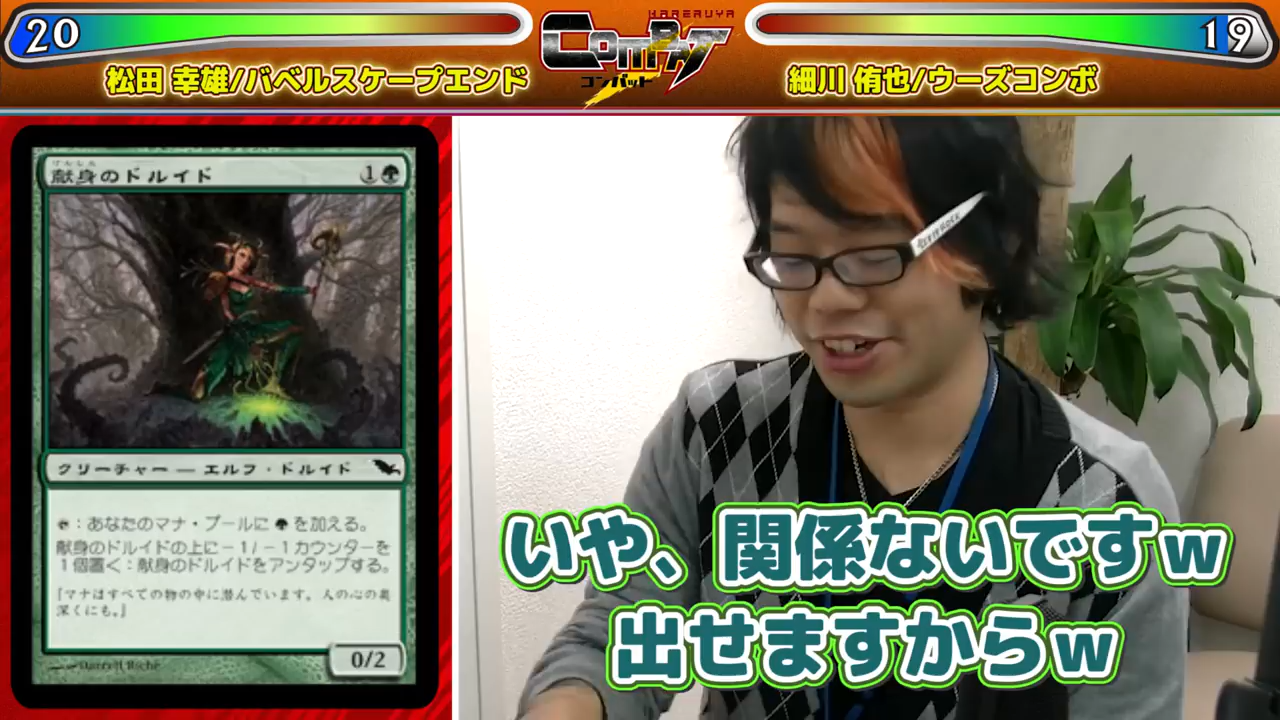 20
HARERUYA
COMBAT
コンバット
19
松田 幸雄/バベルスケープエンド
細川 侑也/ウーズコンボ
けんしん
献身のドルイド
1
クリーチャー ― エルフ・ドルイド
：あなたのマナ・プールに を加える。
献身のドルイドの上に－１/－１カウンターを
１個置く：献身のドルイドをアンタップする。
「マナはすべての物の中に潜んでいます。人の心の奥
深くにも。」
0/2
いや、関係ないですｗ
出せますからｗ